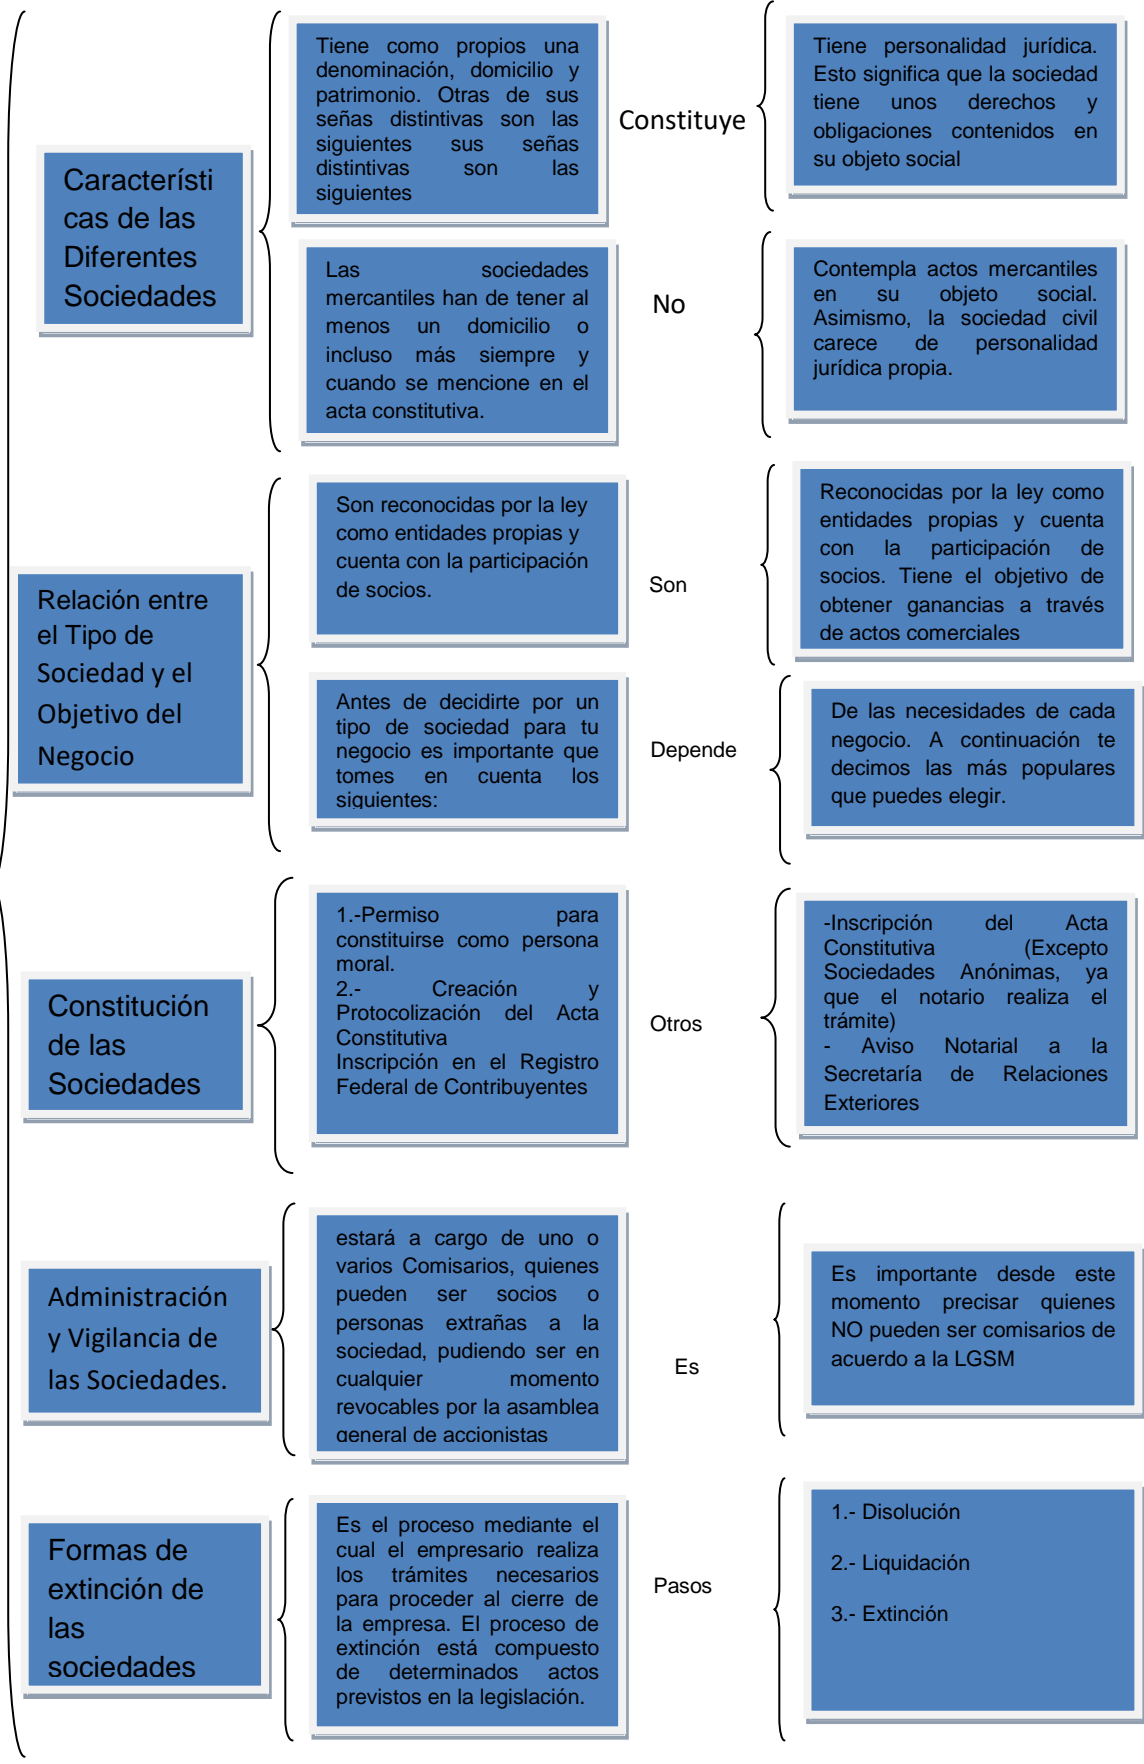 Característi
cas de las
Diferentes
Sociedades
Tiene como propios una
denominación, domicilio y
patrimonio. Otras de sus
señas distintivas son las
siguientes sus señas
distintivas son las
siguientes
Constituye
Tiene personalidad jurídica.
Esto significa que la sociedad
tiene unos derechos y
obligaciones contenidos en
su objeto social
Las sociedades
mercantiles han de tener al
menos un domicilio o
incluso más siempre y
cuando se mencione en el
acta constitutiva.
No
Contempla actos mercantiles
en su objeto social.
Asimismo, la sociedad civil
carece de personalidad
jurídica propia.
Relación entre
el Tipo de
Sociedad y el
Objetivo del
Negocio
Son reconocidas por la ley
como entidades propias y
cuenta con la participación
de socios.
Son
Reconocidas por la ley como
entidades propias y cuenta
con la participación de
socios. Tiene el objetivo de
obtener ganancias a través
de actos comerciales
Antes de decidirte por un
tipo de sociedad para tu
negocio es importante que
tomes en cuenta los
siguientes:
Depende
De las necesidades de cada
negocio. A continuación te
decimos las más populares
que puedes elegir.
Constitución
de las
Sociedades
1.-Permiso para
constituirse como persona
moral.
2.- Creación y
Protocolización del Acta
Constitutiva
Inscripción en el Registro
Federal de Contribuyentes
Otros
-Inscripción del Acta
Constitutiva (Excepto
Sociedades Anónimas, ya
que el notario realiza el
trámite)
- Aviso Notarial a la
Secretaría de Relaciones
Exteriores
Administración
y Vigilancia de
las Sociedades.
estará a cargo de uno o
varios Comisarios, quienes
pueden ser socios o
personas extrañas a la
sociedad, pudiendo ser en
cualquier momento
revocables por la asamblea
general de accionistas
Es
Es importante desde este
momento precisar quienes
NO pueden ser comisarios de
acuerdo a la LGSM
Formas de
extinción de
las
sociedades
Es el proceso mediante el
cual el empresario realiza
los trámites necesarios
para proceder al cierre de
la empresa. El proceso de
extinción está compuesto
de determinados actos
previstos en la legislación.
Pasos
1.- Disolución
2.- Liquidación
3.- Extinción